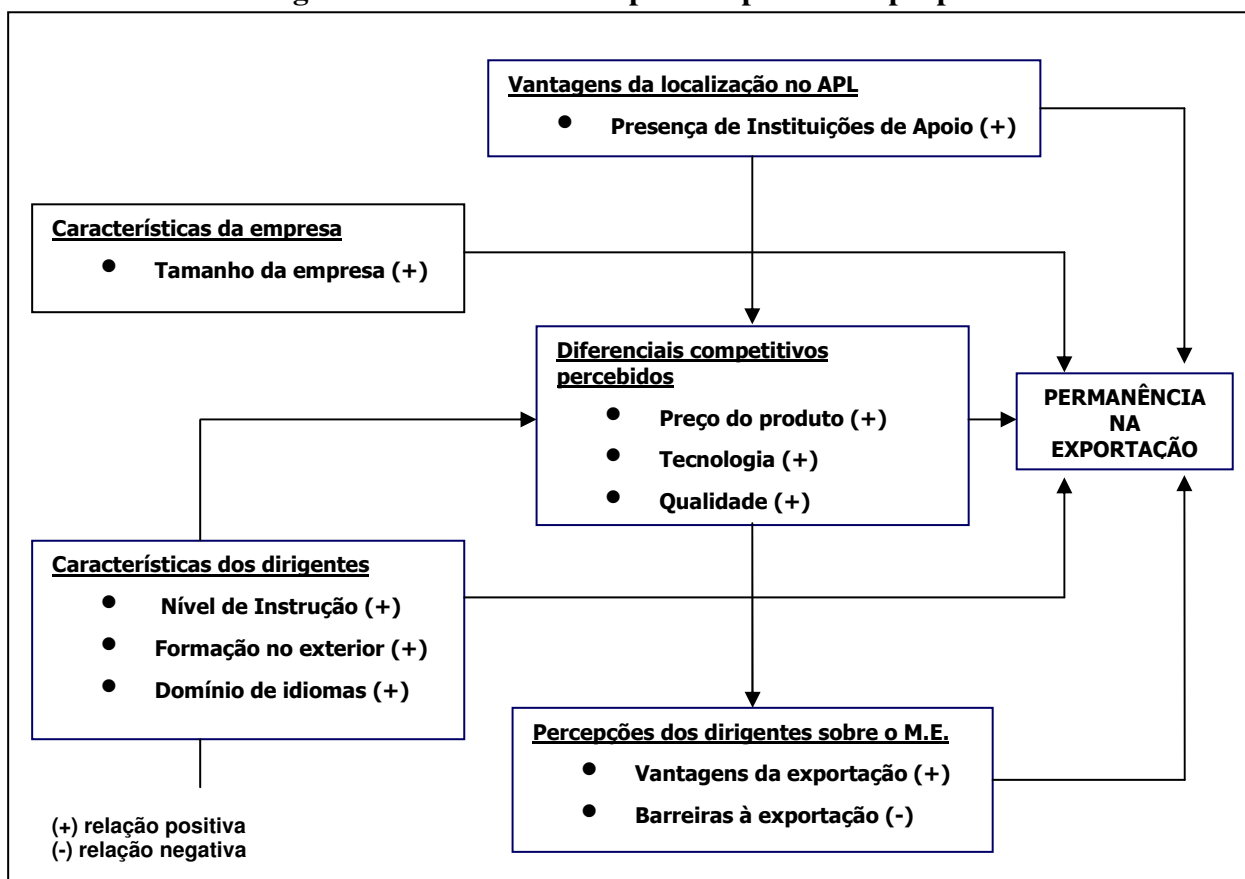 Vantagens da localização no APL
● Presença de Instituições de Apoio (+)
Características da empresa
● Tamanho da empresa (+)
Diferenciais competitivos
percebidos
● Preço do produto (+)
● Tecnologia (+)
● Qualidade (+)
PERMANÊNCIA
NA
EXPORTAÇÃO
Características dos dirigentes
● Nível de Instrução (+)
● Formação no exterior (+)
● Domínio de idiomas (+)
Percepções dos dirigentes sobre o M.E.
● Vantagens da exportação (+)
● Barreiras à exportação (-)
(+) relação positiva
(-) relação negativa